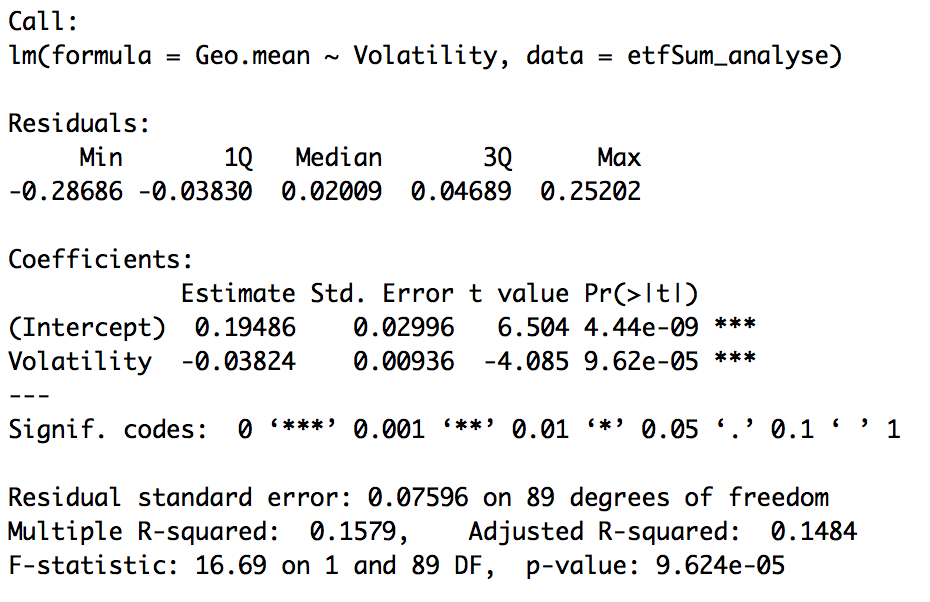 Call:
lm(formula = Geo.mean ~ Volatility, data = etfSum_analyse)

Residuals:
     Min       1Q   Median       3Q      Max
-0.28686 -0.03830  0.02009  0.04689  0.25202

Coefficients:
            Estimate Std. Error t value Pr(>|t|)
(Intercept)  0.19486    0.02996   6.504 4.44e-09 ***
Volatility  -0.03824    0.00936  -4.085 9.62e-05 ***
---
Signif. codes:  0 ‘***’ 0.001 ‘**’ 0.01 ‘*’ 0.05 ‘.’ 0.1 ‘ ’ 1

Residual standard error: 0.07596 on 89 degrees of freedom
Multiple R-squared:  0.1579,    Adjusted R-squared:  0.1484
F-statistic: 16.69 on 1 and 89 DF,  p-value: 9.624e-05